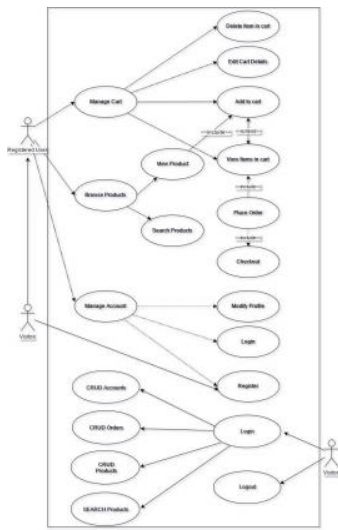 Delete item in cart
Edit Cart Details
Manage Cart
Add to cart
Registered User
include
extend
View Product
View Items in cart
include
Browse Products
Place Order
Search Products
include
Checkout
Manage Account
Modify Profile
Login
Visitor
Register
CRUD Accounts
CRUD Orders
Login
CRUD
Products
Visitor
Logout
SEARCH Products